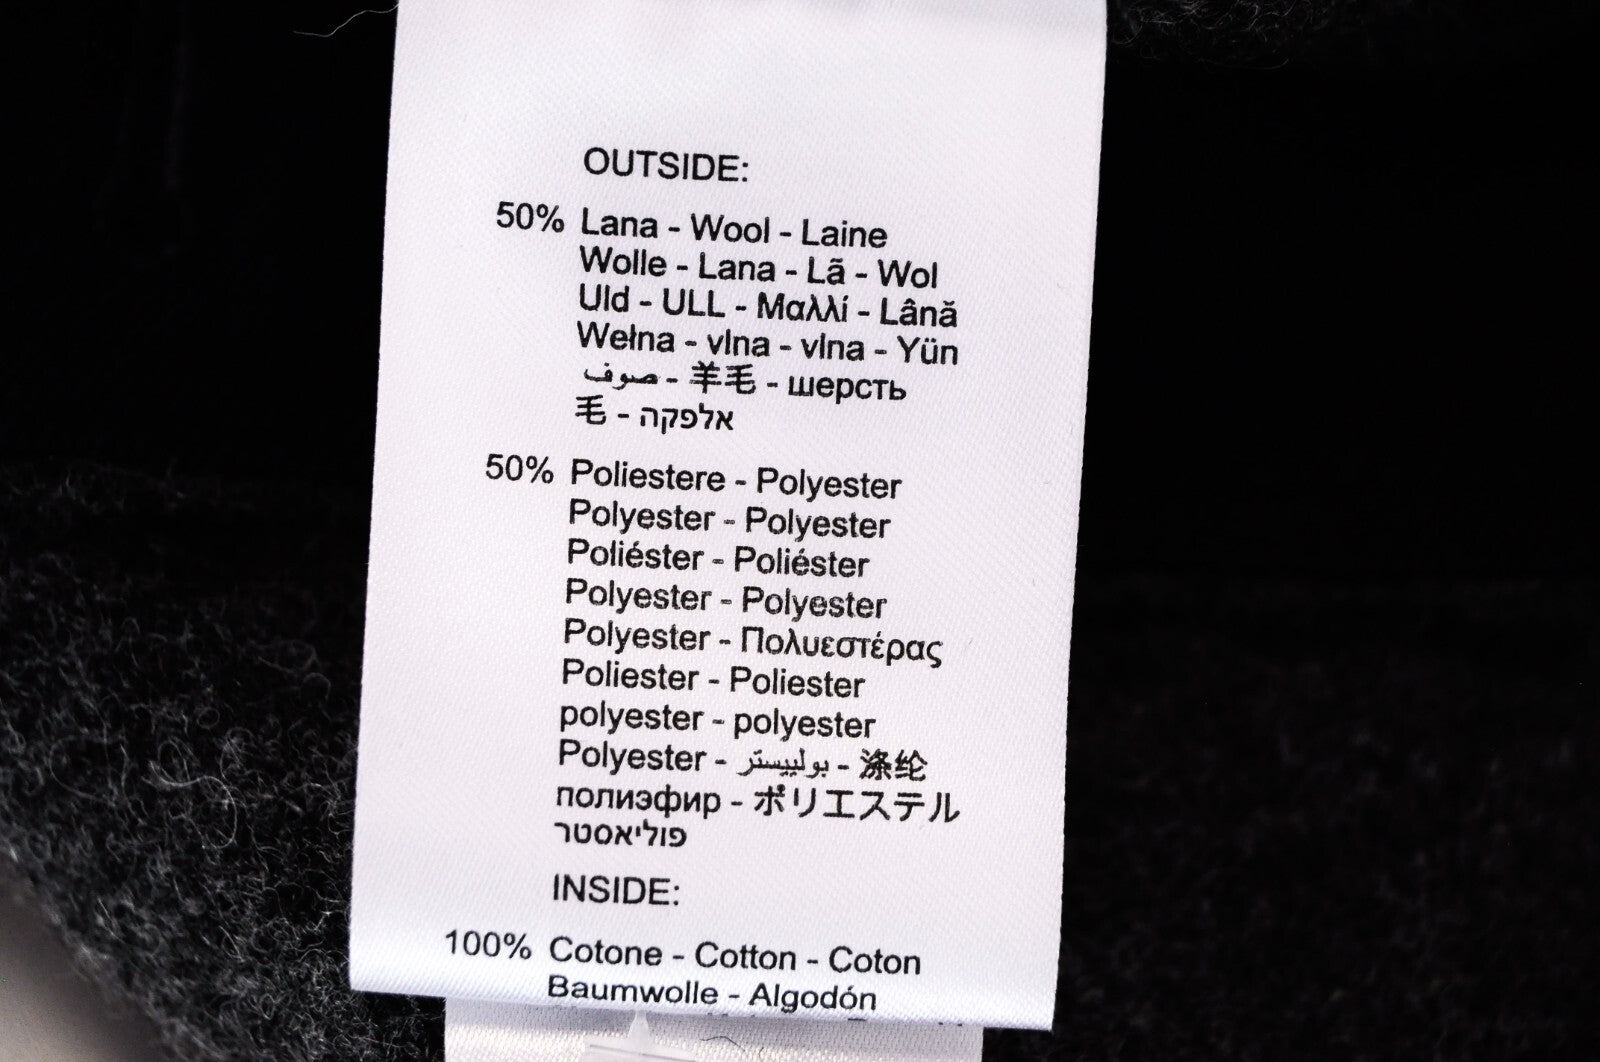 OUTSIDE:
50% Lana - Wool - Laine
Wolle - Lana - Lã - Wol
Uld - ULL - Μαλλί - Lână
Wełna - vlna - vlna - Yün
صوف - 羊毛 - шерсть
毛 - אלפקה
50% Poliestere - Polyester
Polyester - Polyester
Poliéster - Poliéster
Polyester - Polyester
Polyester - Πολυεστέρας
Poliester - Poliester
polyester - polyester
Polyester - بولييستر - 涤纶
полиэфир - ポリエステル
פוליאסטר
INSIDE:
100% Cotone - Cotton - Coton
Baumwolle - Algodón